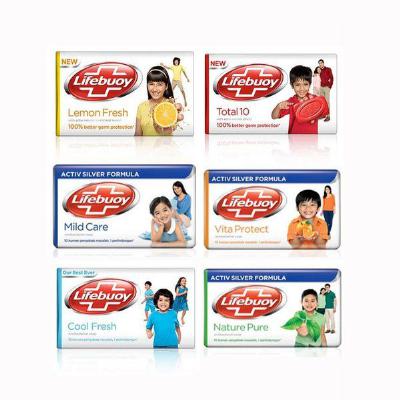 NEW
Lifebuoy
Lemon Fresh
100% better germ protection*
NEW
Lifebuoy
Total 10
100% better germ protection*
ACTIV SILVER FORMULA
Lifebuoy
Mild Care
ACTIV SILVER FORMULA
Lifebuoy
Vita Protect
Our Best Ever
Lifebuoy
Cool Fresh
ACTIV SILVER FORMULA
Lifebuoy
Nature Pure